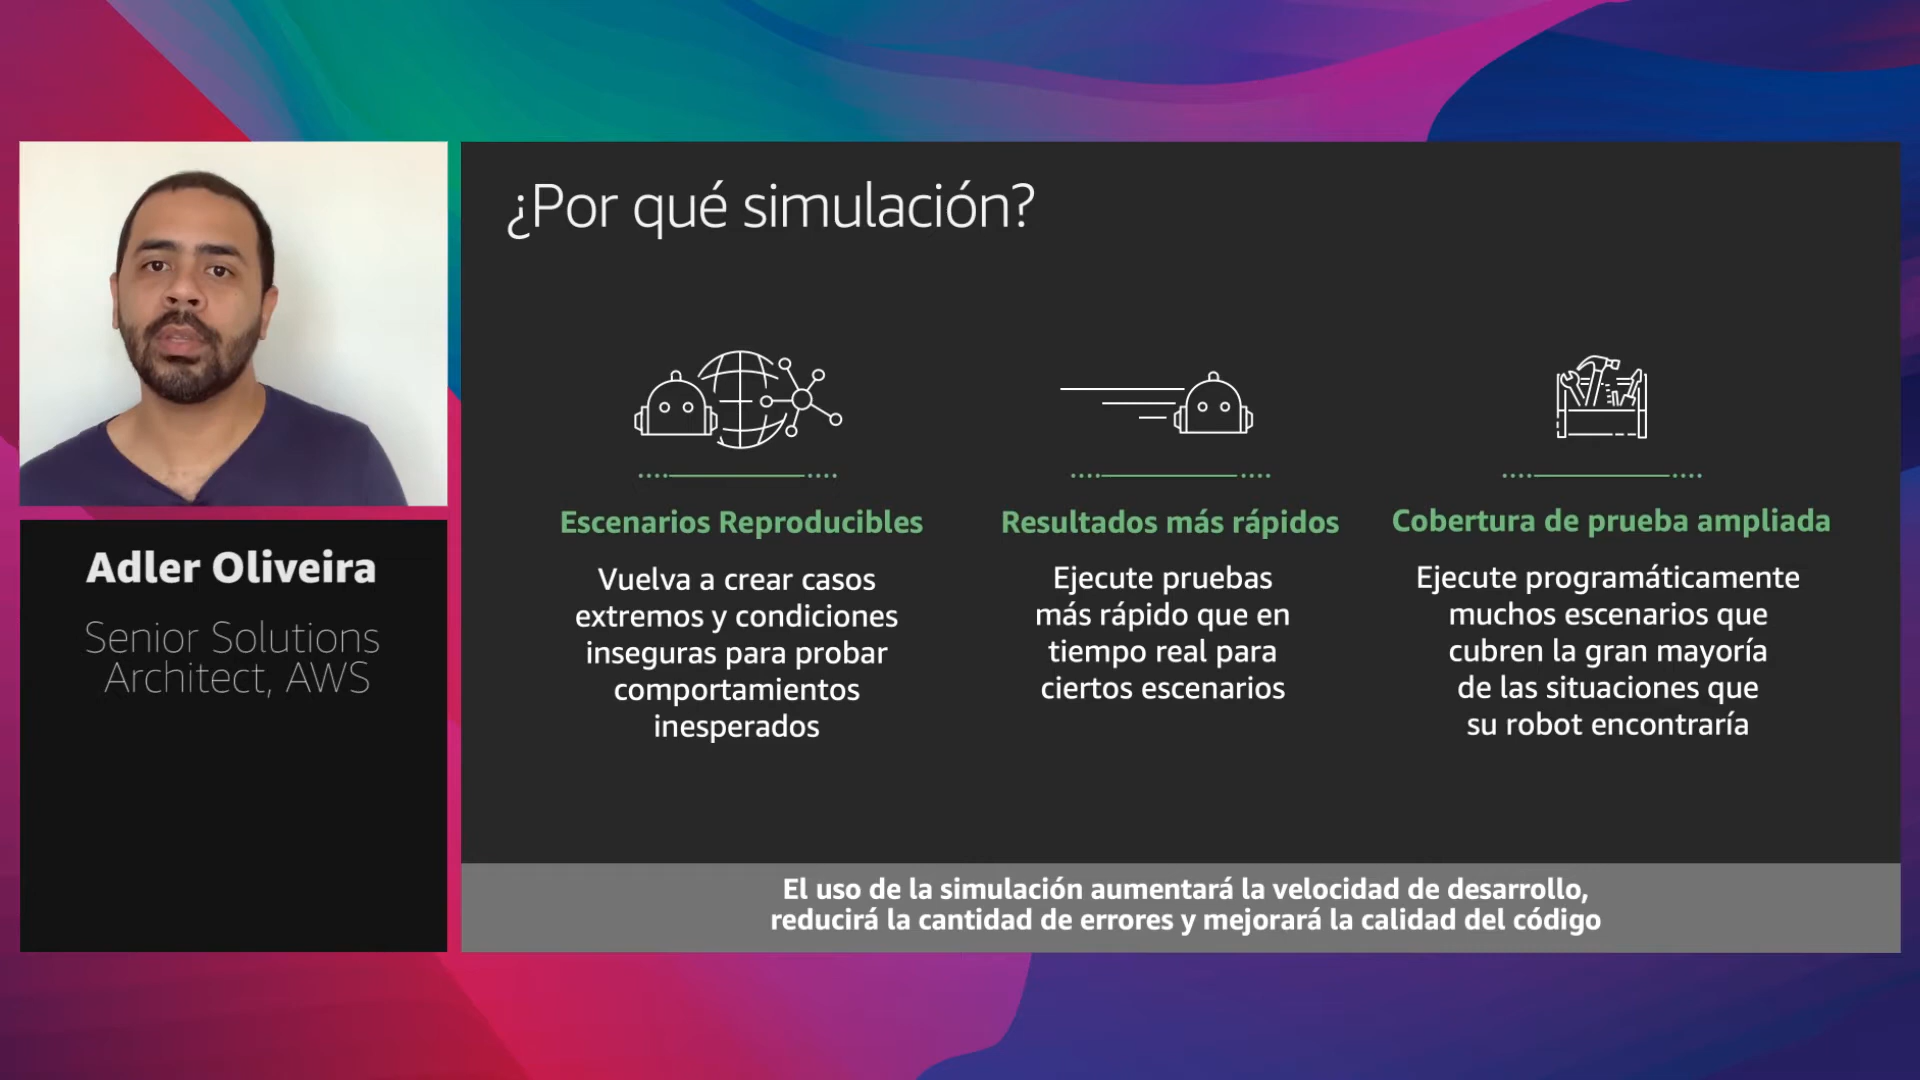 Adler Oliveira
Senior Solutions
Architect, AWS
¿Por qué simulación?
Escenarios Reproducibles
Vuelva a crear casos
extremos y condiciones
inseguras para probar
comportamientos
inesperados
Resultados más rápidos
Ejecute pruebas
más rápido que en
tiempo real para
ciertos escenarios
Cobertura de prueba ampliada
Ejecute programáticamente
muchos escenarios que
cubren la gran mayoría
de las situaciones que
su robot encontraría
El uso de la simulación aumentará la velocidad de desarrollo,
reducirá la cantidad de errores y mejorará la calidad del código